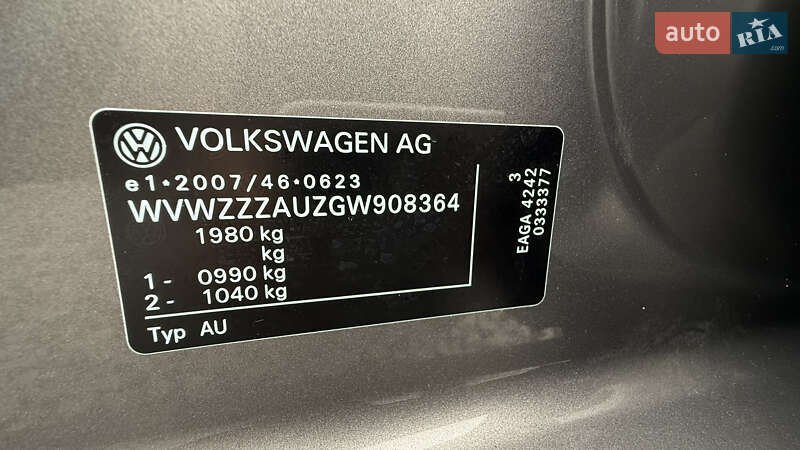 auto RIA
.com
VOLKSWAGEN AG
e1*2007/46*0623
WVWZZZAUZGW908364
1980 kg
kg
1 - 0990 kg
2 - 1040 kg
Typ AU
3
EAGA 4242
0333377